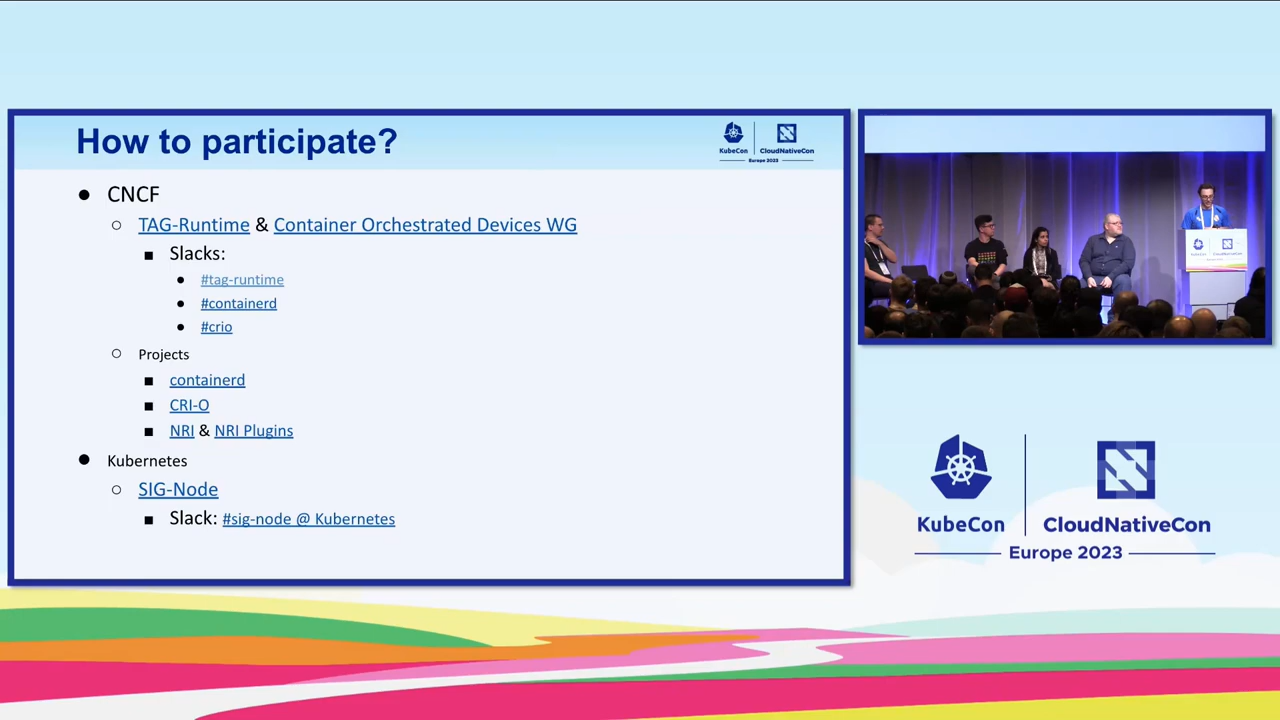 How to participate?
KubeCon
CloudNativeCon
Europe 2023
● CNCF
○ TAG-Runtime & Container Orchestrated Devices WG
■ Slacks:
● #tag-runtime
● #containerd
● #crio
○ Projects
■ containerd
■ CRI-O
■ NRI & NRI Plugins
● Kubernetes
○ SIG-Node
■ Slack: #sig-node @ Kubernetes
KubeCon
CloudNativeCon
Europe 2023